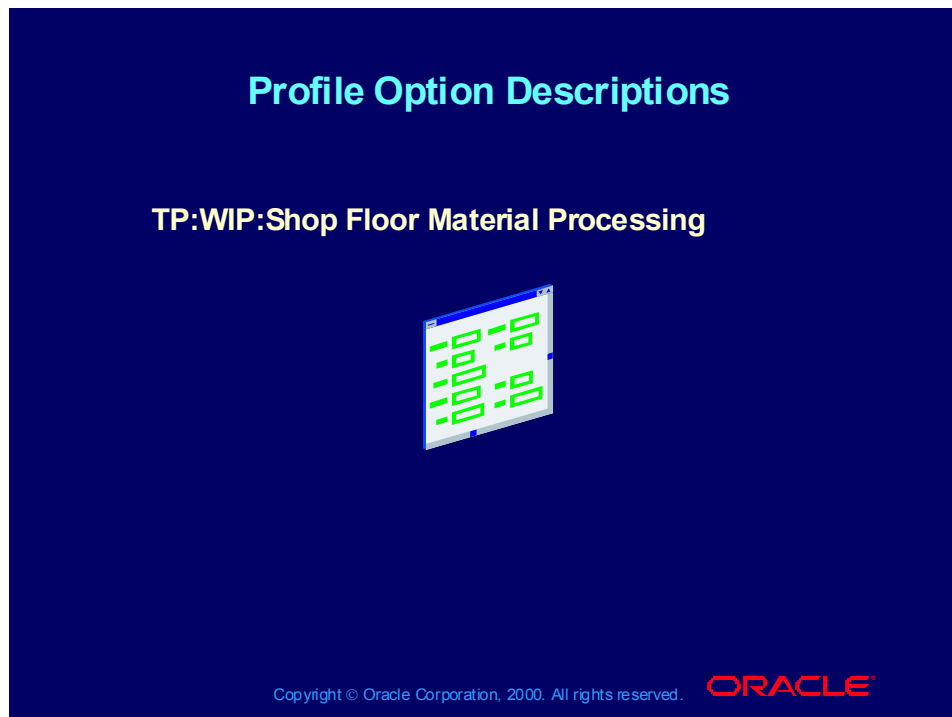 Profile Option Descriptions
TP:WIP:Shop Floor Material Processing
Copyright © Oracle Corporation, 2000. All rights reserved.
ORACLE®